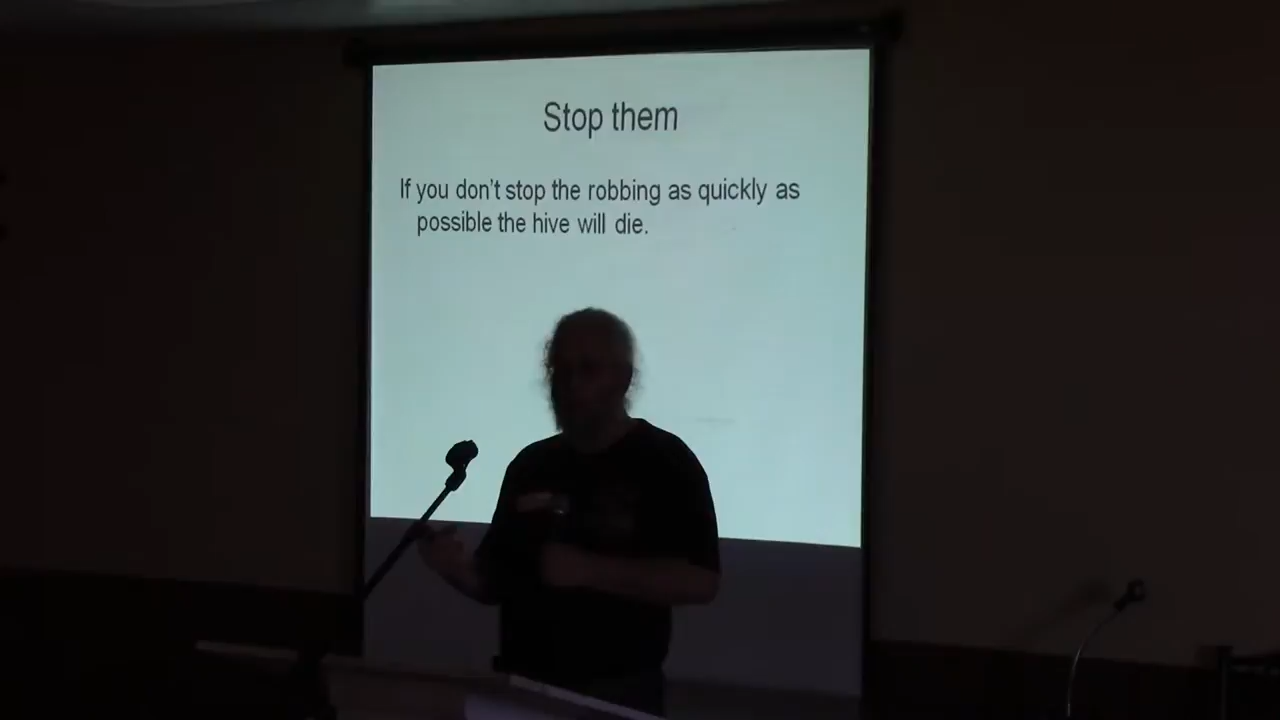 Stop them
If you don't stop the robbing as quickly as
possible the hive will die.